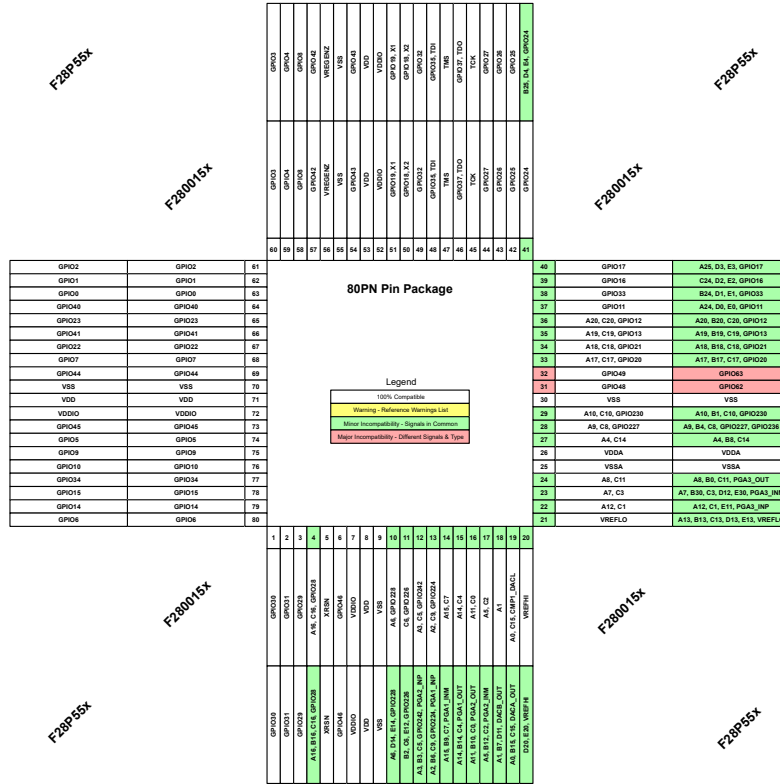 F28P55x
F28P55x
F280015x
F280015x
GPIO3
GPIO4
GPIO8
GPIO42
VREGENZ
VSS
GPIO43
VDD
VDDIO
GPIO19, X1
GPIO18, X2
GPIO32
GPIO35, TDI
TMS
GPIO37, TDO
TCK
GPIO27
GPIO26
GPIO25
B25, D4, E4, GPIO24
GPIO3
GPIO4
GPIO8
GPIO42
VREGENZ
VSS
GPIO43
VDD
VDDIO
GPIO19, X1
GPIO18, X2
GPIO32
GPIO35, TDI
TMS
GPIO37, TDO
TCK
GPIO27
GPIO26
GPIO25
GPIO24
60 59 58 57 56 55 54 53 52 51 50 49 48 47 46 45 44 43 42 41
GPIO2 GPIO2 61
GPIO1 GPIO1 62
GPIO0 GPIO0 63
GPIO40 GPIO40 64
GPIO23 GPIO23 65
GPIO41 GPIO41 66
GPIO22 GPIO22 67
GPIO7 GPIO7 68
GPIO44 GPIO44 69
VSS VSS 70
VDD VDD 71
VDDIO VDDIO 72
GPIO45 GPIO45 73
GPIO5 GPIO5 74
GPIO9 GPIO9 75
GPIO10 GPIO10 76
GPIO34 GPIO34 77
GPIO15 GPIO15 78
GPIO14 GPIO14 79
GPIO6 GPIO6 80
80PN Pin Package
Legend
100% Compatible
Warning - Reference Warnings List
Minor Incompatibility - Signals in Common
Major Incompatibility - Different Signals & Type
40 GPIO17 A25, D3, E3, GPIO17
39 GPIO16 C24, D2, E2, GPIO16
38 GPIO33 B24, D1, E1, GPIO33
37 GPIO11 A24, D0, E0, GPIO11
36 A20, C20, GPIO12 A20, B20, C20, GPIO12
35 A19, C19, GPIO13 A19, B19, C19, GPIO13
34 A18, C18, GPIO21 A18, B18, C18, GPIO21
33 A17, C17, GPIO20 A17, B17, C17, GPIO20
32 GPIO49 GPIO63
31 GPIO48 GPIO62
30 VSS VSS
29 A10, C10, GPIO230 A10, B1, C10, GPIO230
28 A9, C8, GPIO227 A9, B4, C8, GPIO227, GPIO236
27 A4, C14 A4, B8, C14
26 VDDA VDDA
25 VSSA VSSA
24 A8, C11 A8, B0, C11, PGA3_OUT
23 A7, C3 A7, B30, C3, D12, E30, PGA3_INM
22 A12, C1 A12, C1, E11, PGA3_INP
21 VREFLO A13, B13, C13, D13, E13, VREFLO
1 2 3 4 5 6 7 8 9 10 11 12 13 14 15 16 17 18 19 20
GPIO30
GPIO31
GPIO29
A16, C16, GPIO28
XRSN
GPIO46
VDDIO
VDD
VSS
A6, GPIO228
C6, GPIO226
A3, C5, GPIO242
A2, C9, GPIO224
A15, C7
A14, C4
A11, C0
A5, C2
A1
A0, C15, CMP1_DACL
VREFHI
GPIO30
GPIO31
GPIO29
A16, B16, C16, GPIO28
XRSN
GPIO46
VDDIO
VDD
VSS
A6, D14, E14, GPIO228
B2, C6, E12, GPIO226
A3, B3, C5, GPIO242, PGA2_INP
A2, B6, C9, GPIO224, PGA1_INP
A15, B9, C7, PGA1_INM
A14, B14, C4, PGA1_OUT
A11, B10, C0, PGA2_OUT
A5, B12, C2, PGA2_INM
A1, B7, D11, DACB_OUT
A0, B15, C15, DACA_OUT
D20, E20, VREFHI
F280015x
F280015x
F28P55x
F28P55x